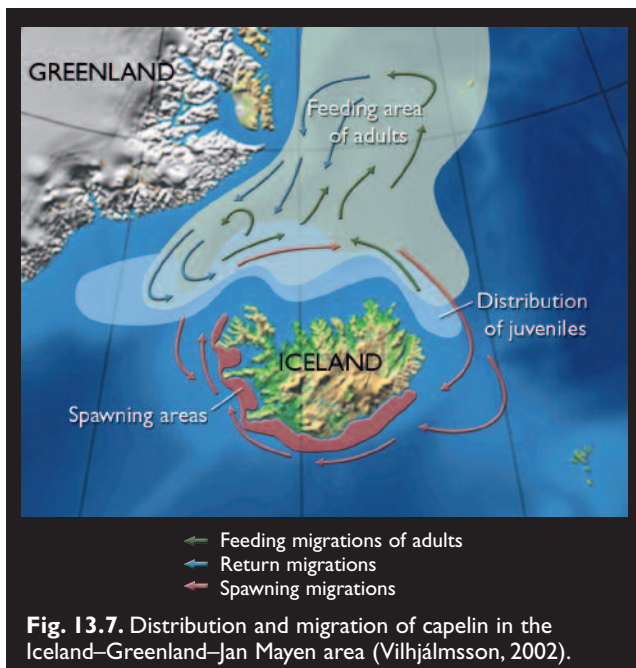 GREENLAND
Feeding area
of adults
Distribution
of juveniles
ICELAND
Spawning areas
Feeding migrations of adults
Return migrations
Spawning migrations
Fig. 13.7. Distribution and migration of capelin in the
Iceland–Greenland–Jan Mayen area (Vilhjálmsson, 2002).